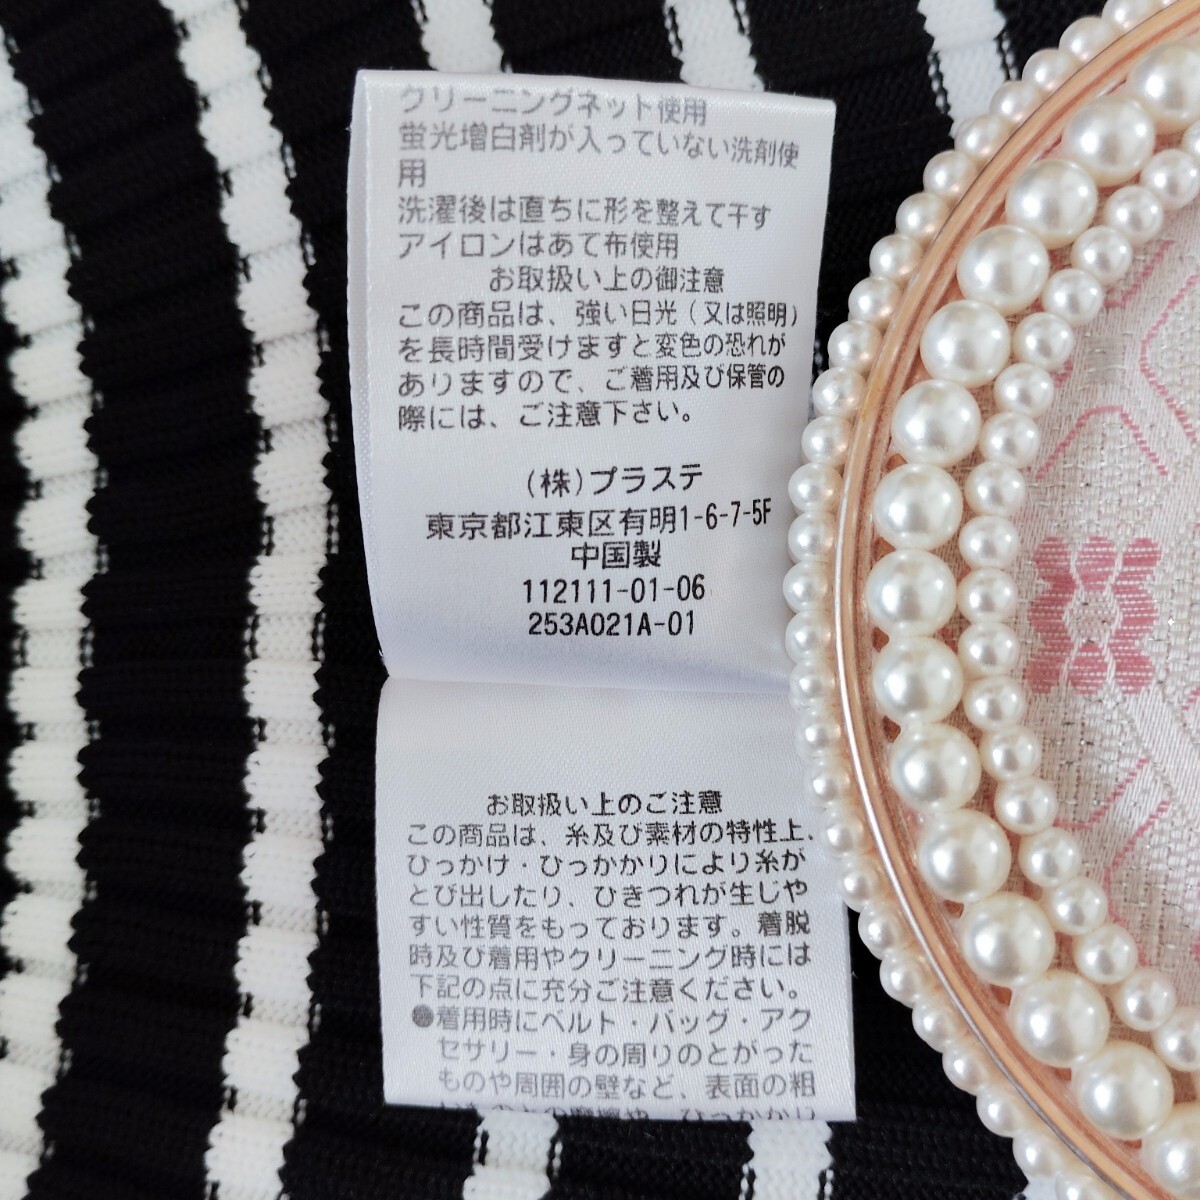 クリーニングネット使用
蛍光増白剤が入っていない洗剤使
用
洗濯後は直ちに形を整えて干す
アイロンはあて布使用
お取扱い上の御注意
この商品は、強い日光(又は照明)
を長時間受けますと変色の恐れが
ありますので、ご着用及び保管の
際には、ご注意下さい。
(株)プラステ
東京都江東区有明1-6-7-5F
中国製
112111-01-06
253A021A-01
お取扱い上のご注意
この商品は、糸及び素材の特性上、
ひっかけ・ひっかかりにより糸が
とび出したり、ひきつれが生じや
すい性質をもっております。着脱
時及び着用やクリーニング時には
下記の点に充分ご注意ください。
●着用時にベルト・バッグ・アク
セサリー・身の周りのとがった
ものや周囲の壁など、表面の粗
ひっかかり